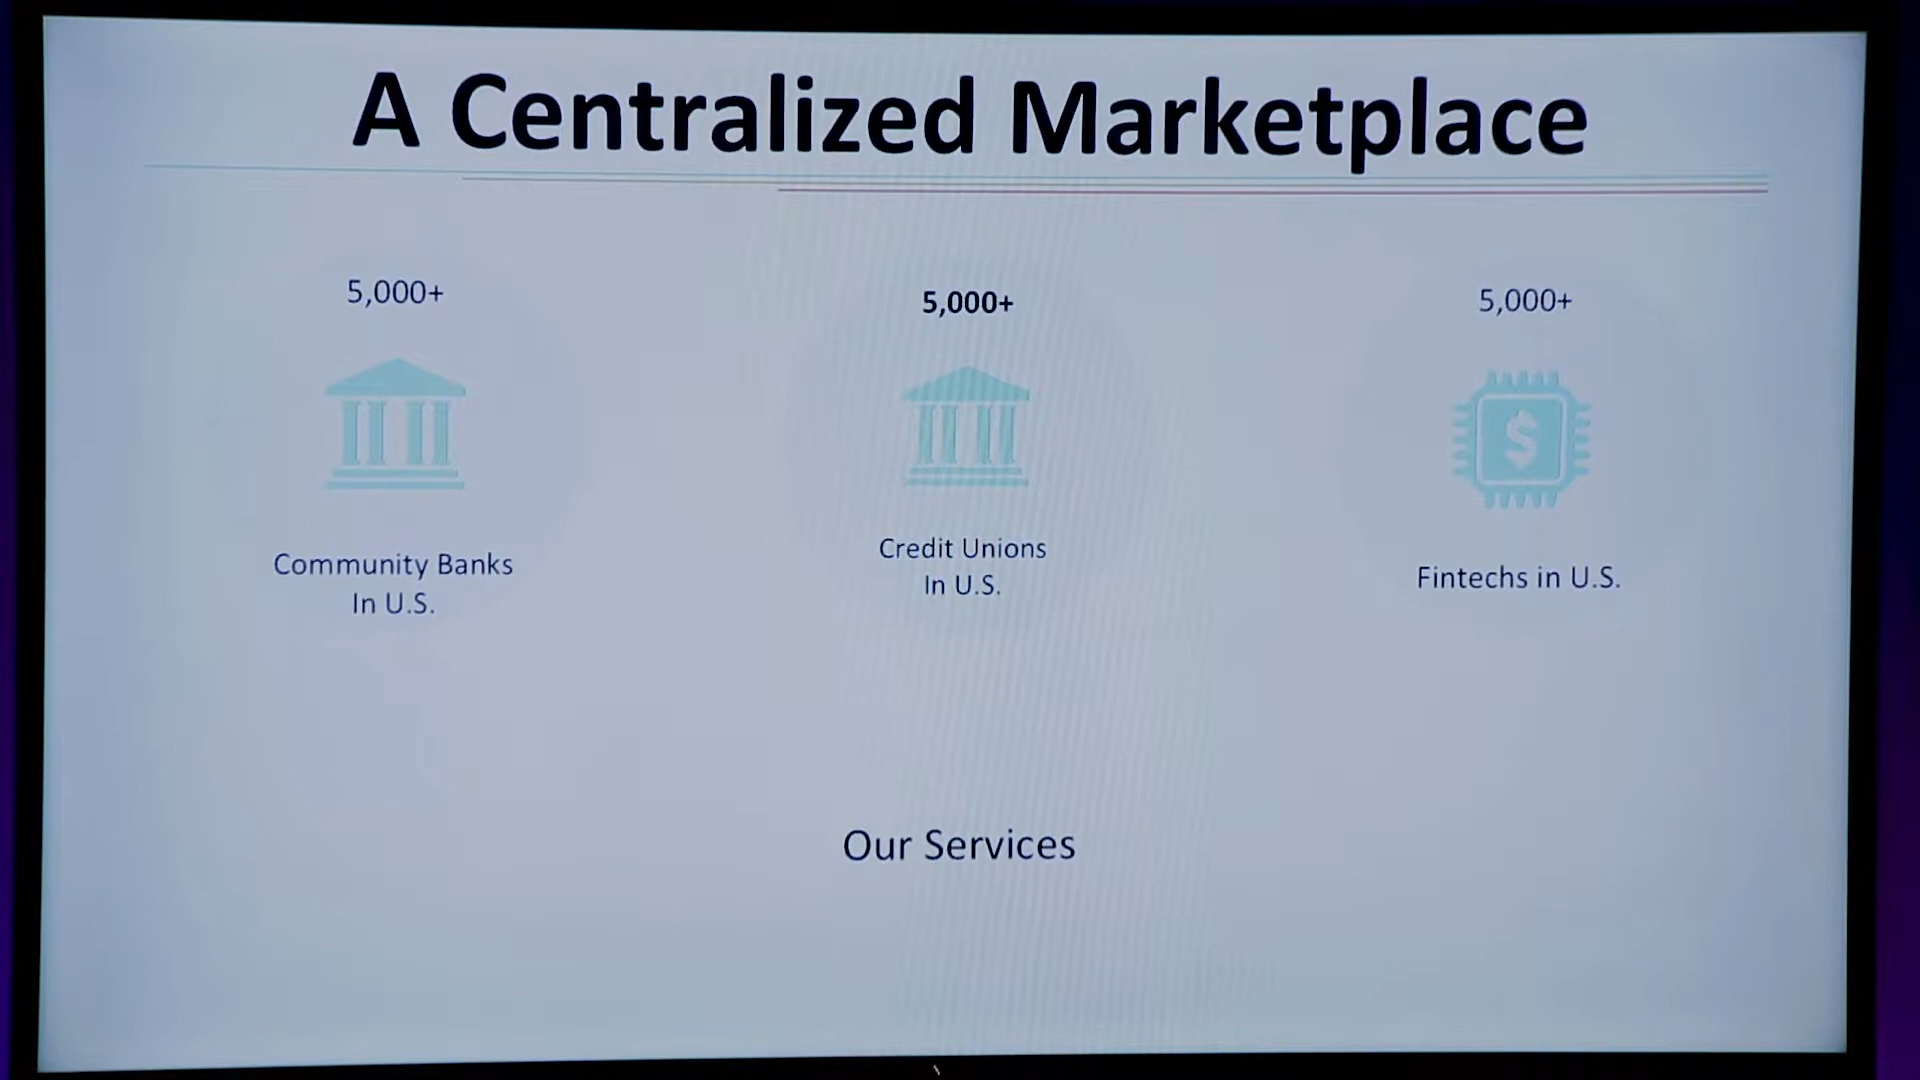 A Centralized Marketplace
5,000+
5,000+
5,000+
$
Community Banks
In U.S.
Credit Unions
In U.S.
Fintechs in U.S.
Our Services